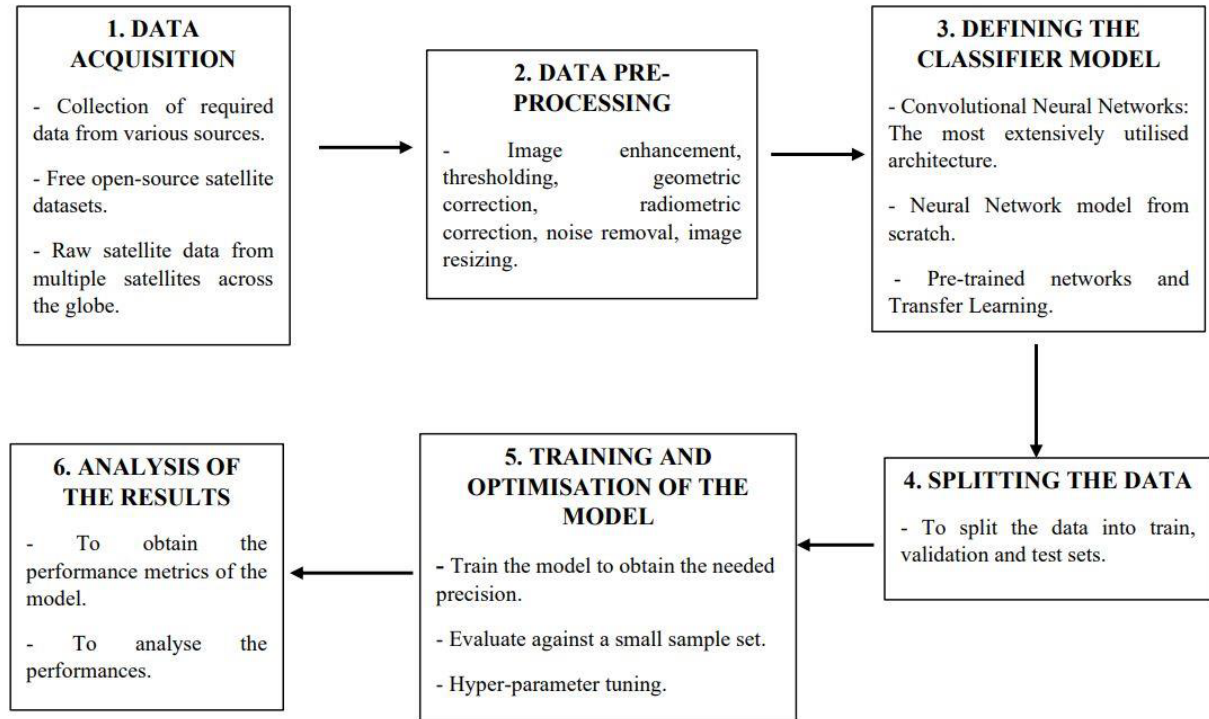 1. DATA
ACQUISITION
- Collection of required
data from various sources.
- Free open-source satellite
datasets.
- Raw satellite data from
multiple satellites across
the globe.
2. DATA PRE-
PROCESSING
- Image enhancement,
thresholding, geometric
correction, radiometric
correction, noise removal, image
resizing.
3. DEFINING THE
CLASSIFIER MODEL
- Convolutional Neural Networks:
The most extensively utilised
architecture.
- Neural Network model from
scratch.
- Pre-trained networks and
Transfer Learning.
4. SPLITTING THE DATA
- To split the data into train,
validation and test sets.
5. TRAINING AND
OPTIMISATION OF THE
MODEL
- Train the model to obtain the needed
precision.
- Evaluate against a small sample set.
- Hyper-parameter tuning.
6. ANALYSIS OF
THE RESULTS
- To obtain the
performance metrics of the
model.
- To analyse the
performances.